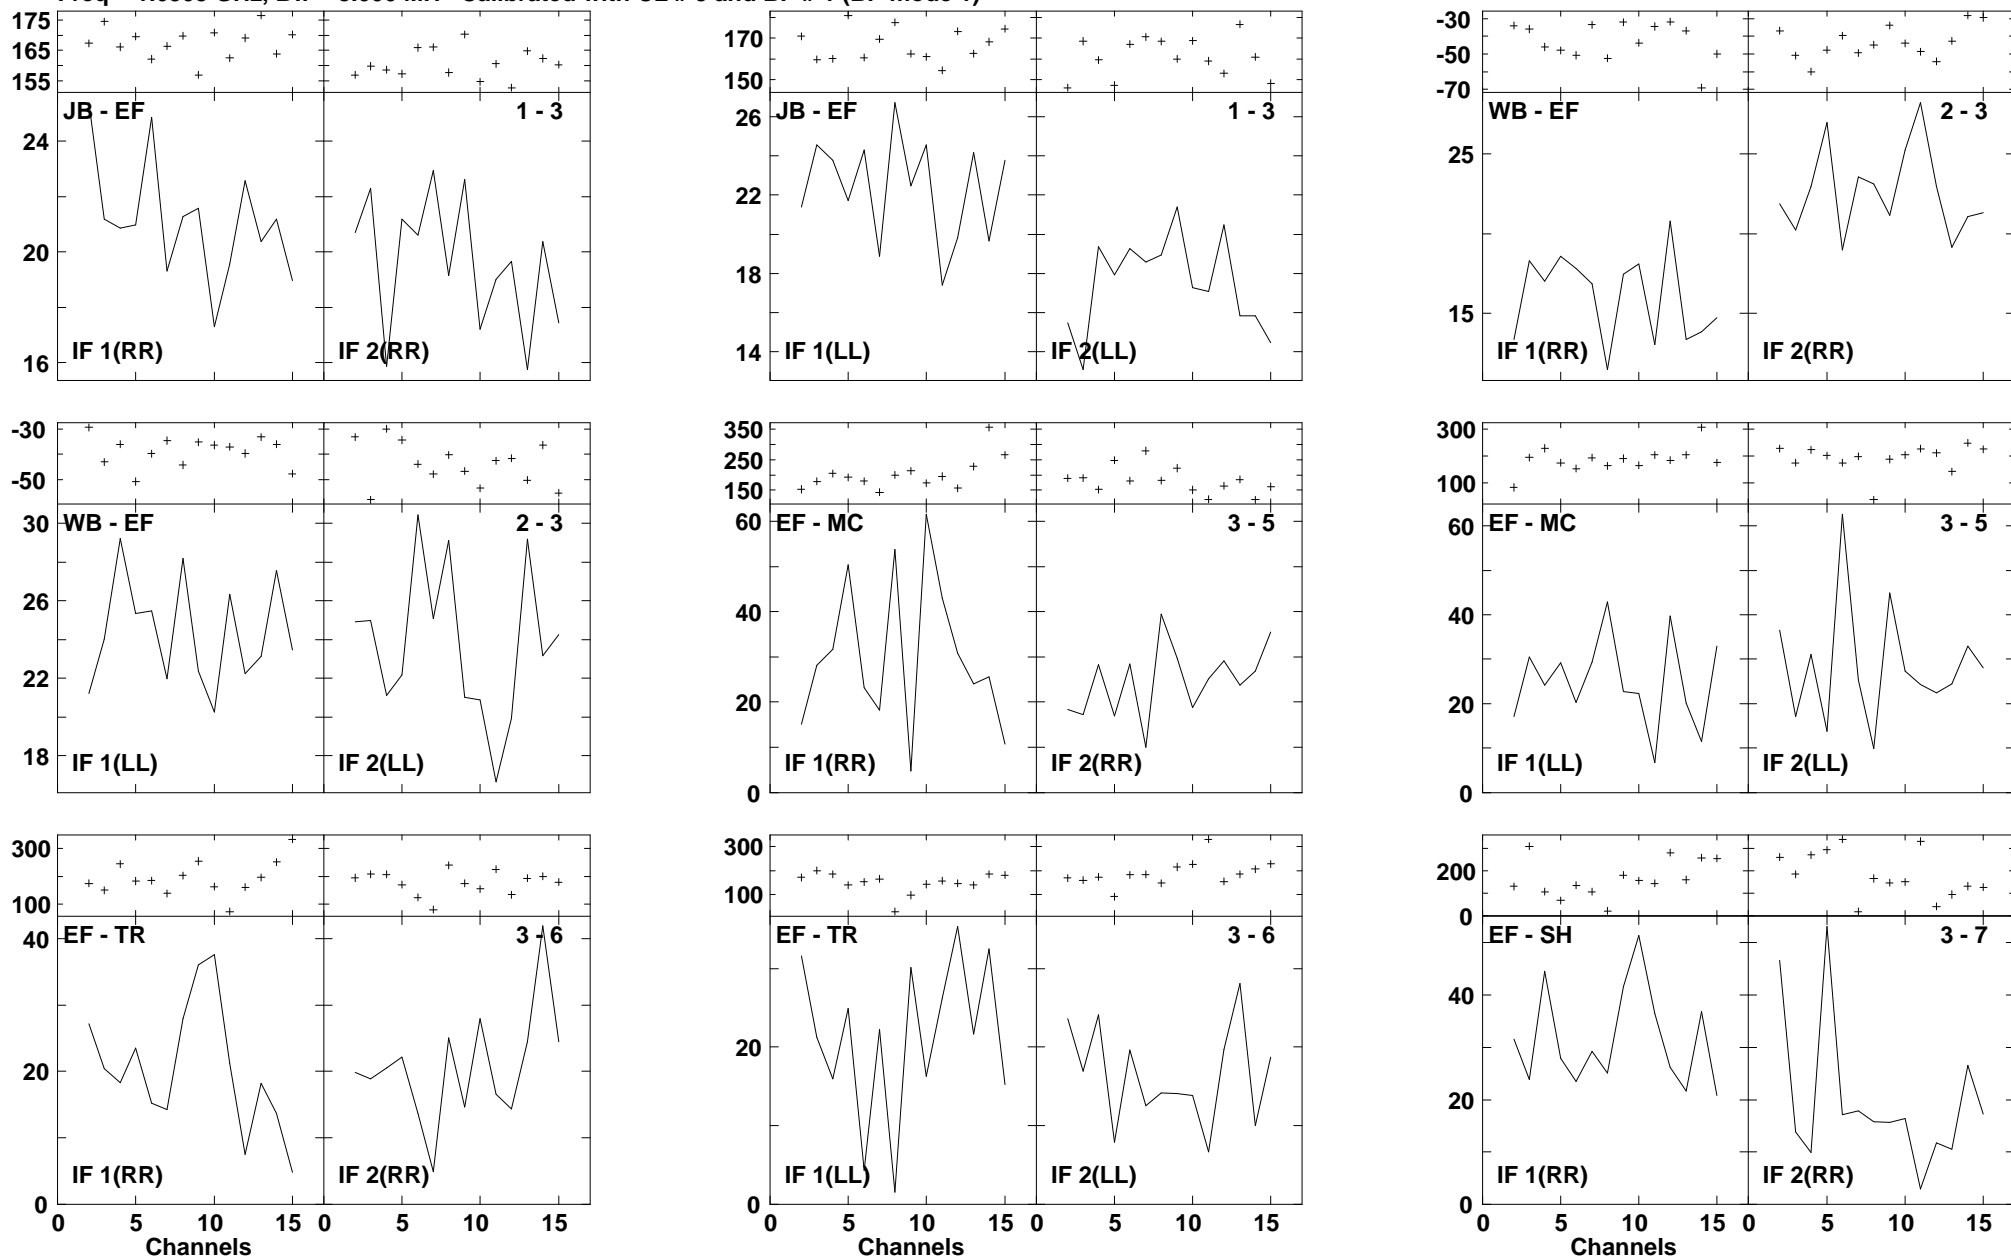 175
165
155
JB - EF 1 - 3
24
20
16
IF 1(RR) IF 2(RR)
170
150
JB - EF 1 - 3
26
22
18
14
IF 1(LL) IF 2(LL)
-30
-50
-70
WB - EF 2 - 3
25
15
IF 1(RR) IF 2(RR)
-30
-50
WB - EF 2 - 3
30
26
22
18
IF 1(LL) IF 2(LL)
350
250
150
EF - MC 3 - 5
60
40
20
0
IF 1(RR) IF 2(RR)
300
100
EF - MC 3 - 5
60
40
20
0
IF 1(LL) IF 2(LL)
300
100
EF - TR 3 - 6
40
20
0
IF 1(RR) IF 2(RR)
0 5 10 15 0 5 10 15
Channels
300
100
EF - TR 3 - 6
20
0
IF 1(LL) IF 2(LL)
0 5 10 15 0 5 10 15
Channels
200
0
EF - SH 3 - 7
40
20
0
IF 1(RR) IF 2(RR)
0 5 10 15 0 5 10 15
Channels